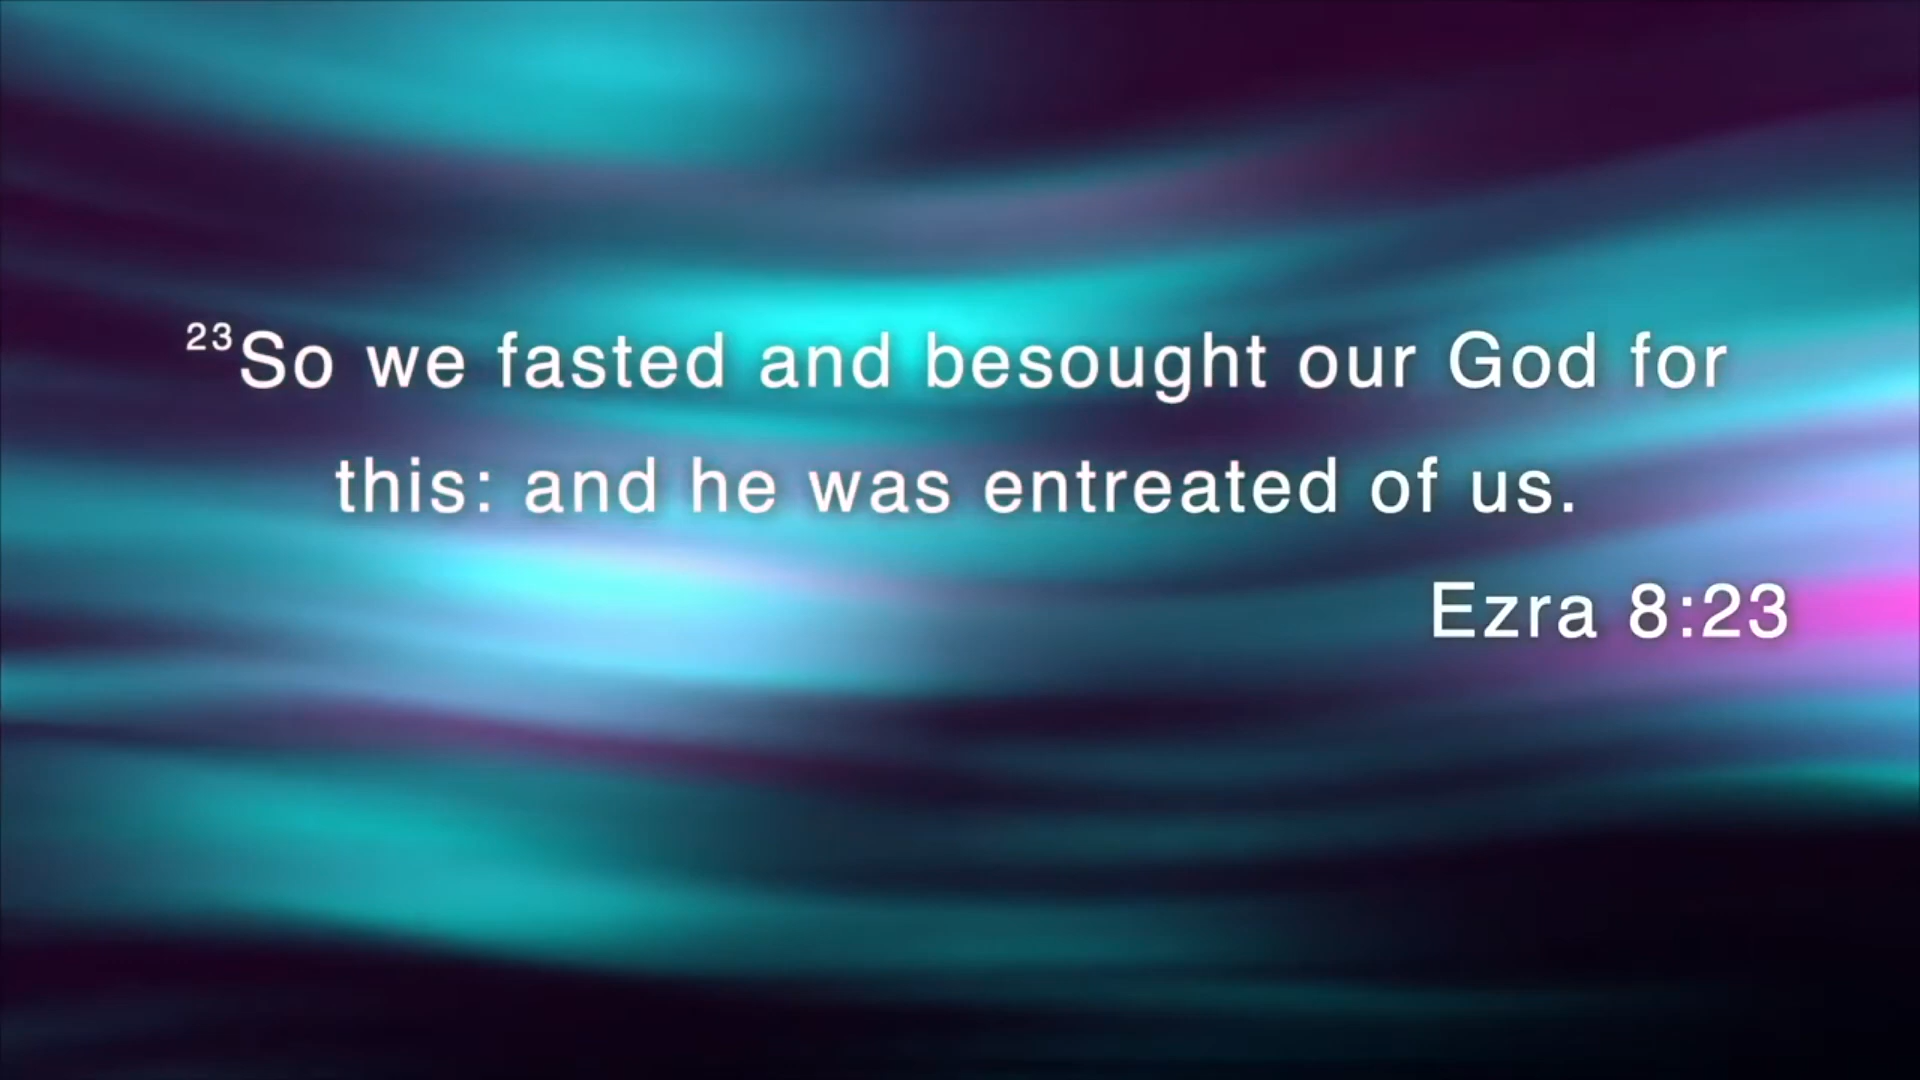 ²³So we fasted and besought our God for
this: and he was entreated of us.
Ezra 8:23